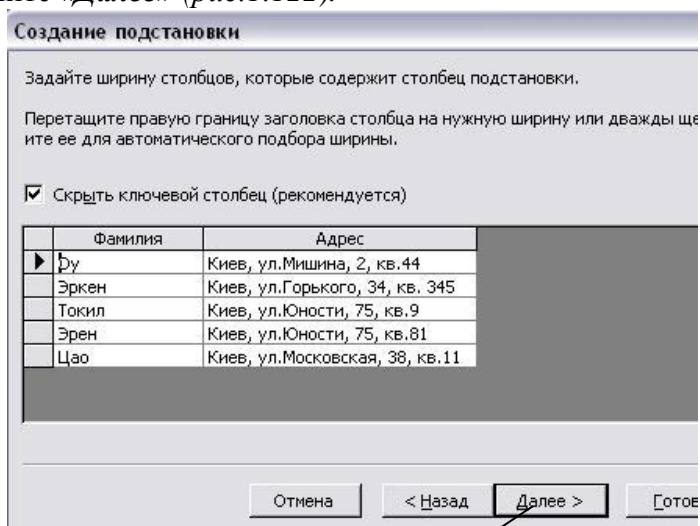 «Далее»
Создание подстановки
Задайте ширину столбцов, которые содержит столбец подстановки.
Перетащите правую границу заголовка столбца на нужную ширину или дважды ще
ите ее для автоматического подбора ширины.
Скрыть ключевой столбец (рекомендуется)
Фамилия Адрес
Ру Киев, ул.Мишина, 2, кв.44
Эркен Киев, ул.Горького, 34, кв. 345
Токил Киев, ул.Юности, 75, кв.9
Эрен Киев, ул.Юности, 75, кв.81
Цао Киев, ул.Московская, 38, кв.11
Отмена < Назад Далее > Готов